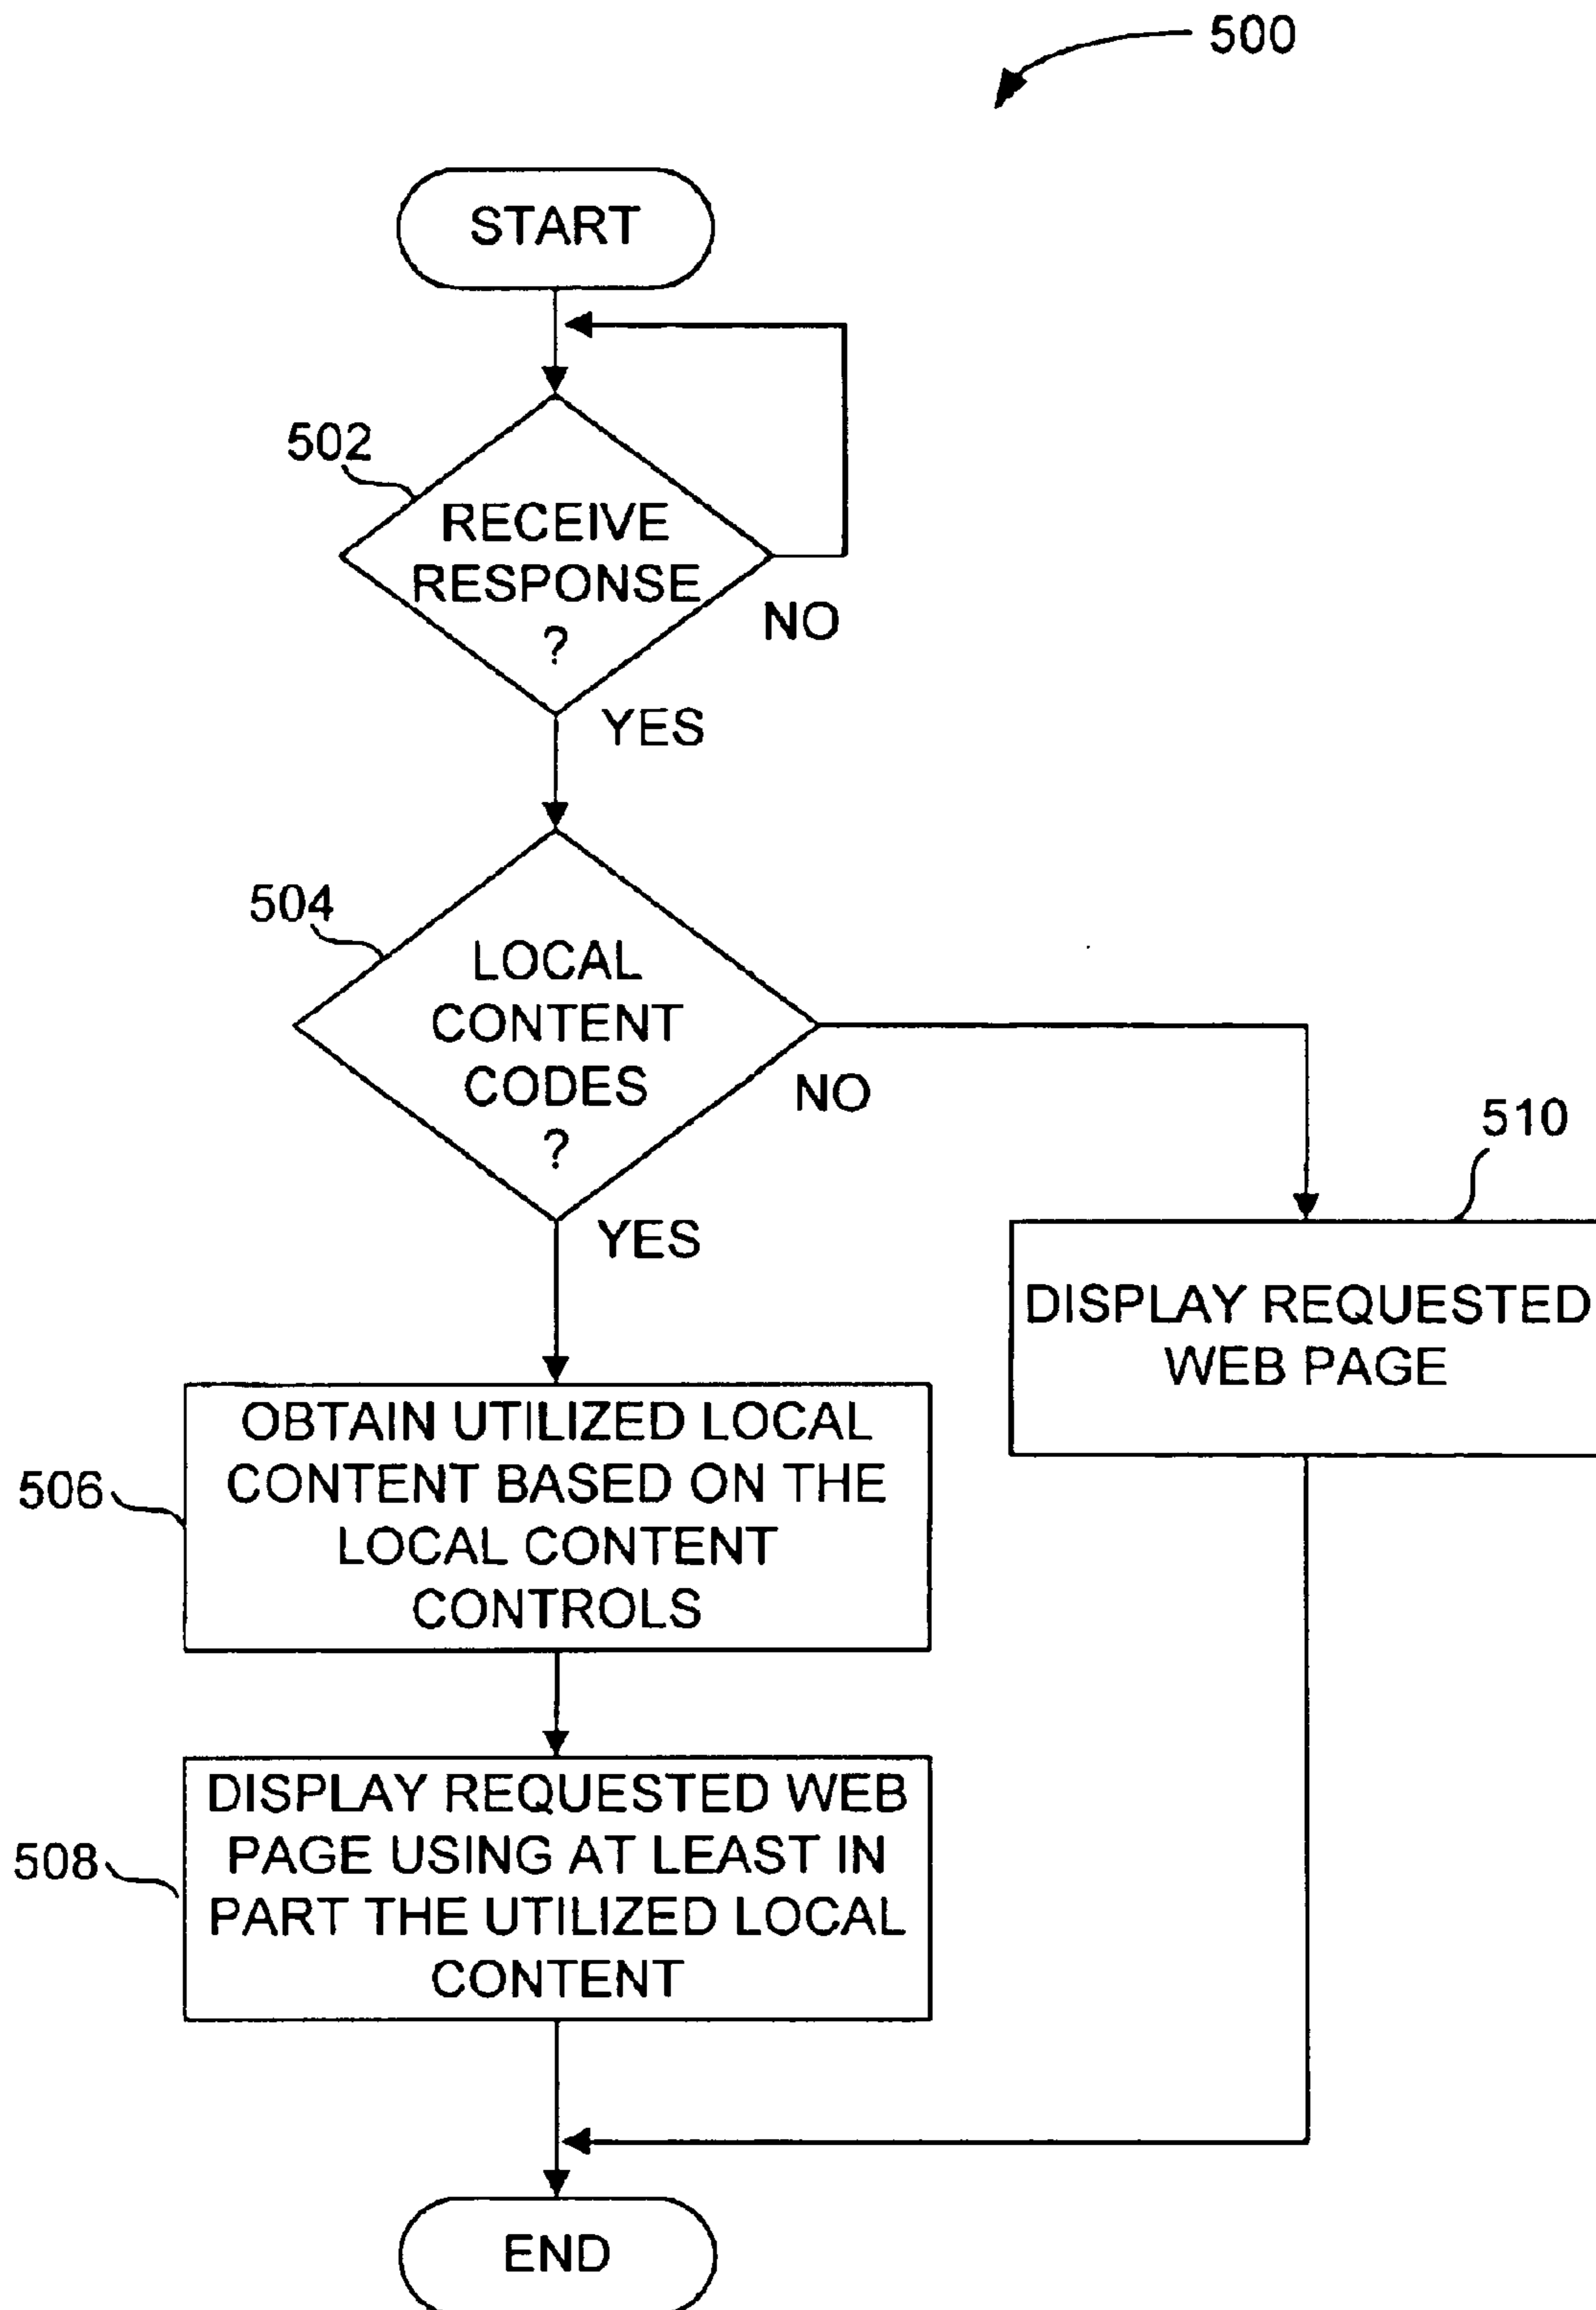 500
START
502
RECEIVE
RESPONSE
?
NO
YES
504
LOCAL
CONTENT
CODES
?
NO
YES
510
DISPLAY REQUESTED
WEB PAGE
506
OBTAIN UTILIZED LOCAL
CONTENT BASED ON THE
LOCAL CONTENT
CONTROLS
508
DISPLAY REQUESTED WEB
PAGE USING AT LEAST IN
PART THE UTILIZED LOCAL
CONTENT
END